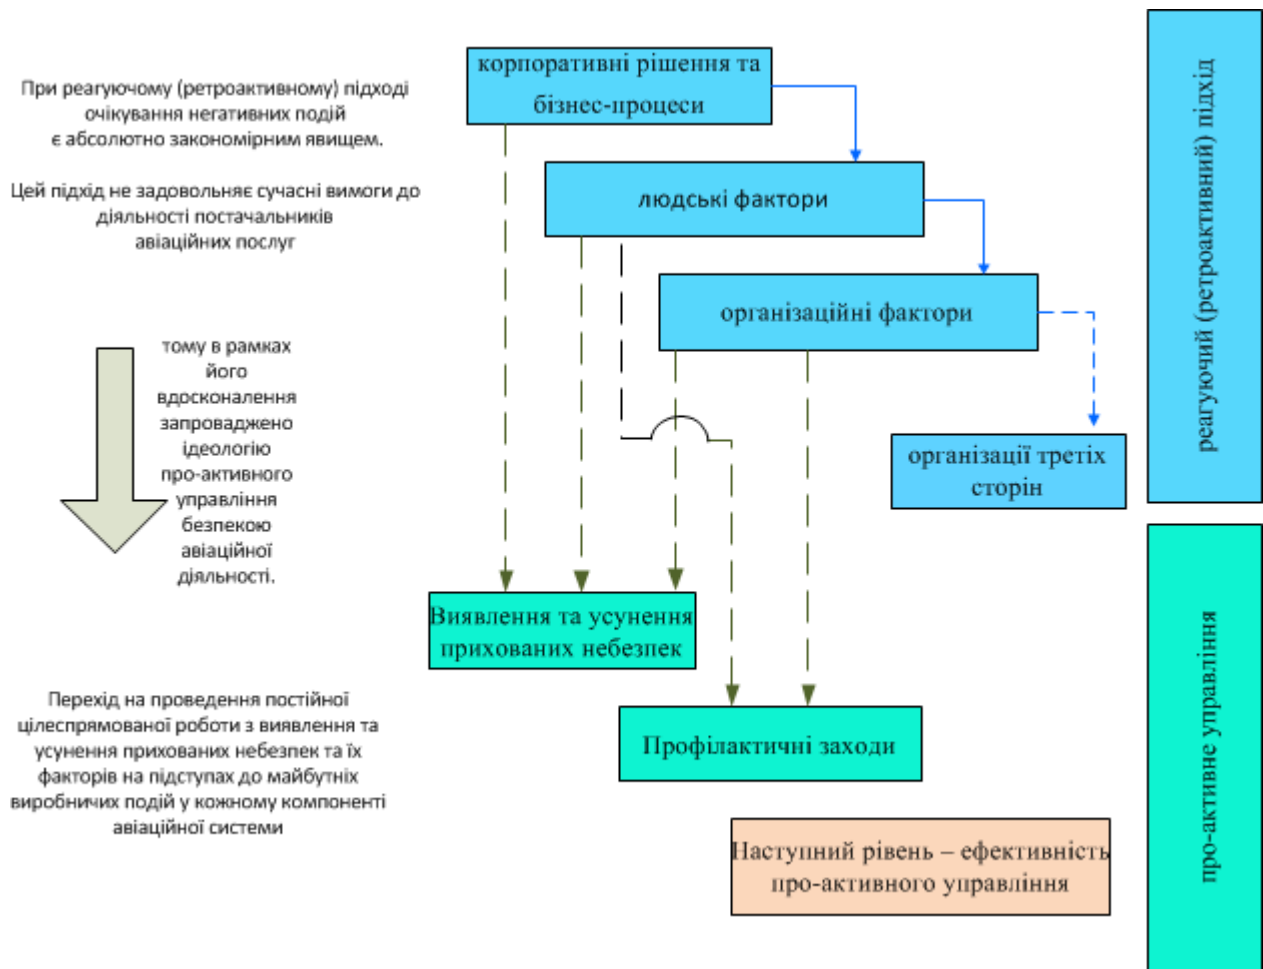 При реагуючому (ретроактивному) підході
очікування негативних подій
є абсолютно закономірним явищем.
Цей підхід не задовольняє сучасні вимоги до
діяльності постачальників
авіаційних послуг
тому в рамках
його
вдосконалення
запроваджено
ідеологію
про-активного
управління
безпекою
авіаційної
діяльності.
Перехід на проведення постійної
цілеспрямованої роботи з виявлення та
усунення прихованих небезпек та їх
факторів на підступах до майбутніх
виробничих подій у кожному компоненті
авіаційної системи
корпоративні рішення та
бізнес-процеси
людські фактори
організаційні фактори
організації третіх
сторін
Виявлення та усунення
прихованих небезпек
Профілактичні заходи
Наступний рівень – ефективність
про-активного управління
реагуючий (ретроактивний) підхід
про-активне управління